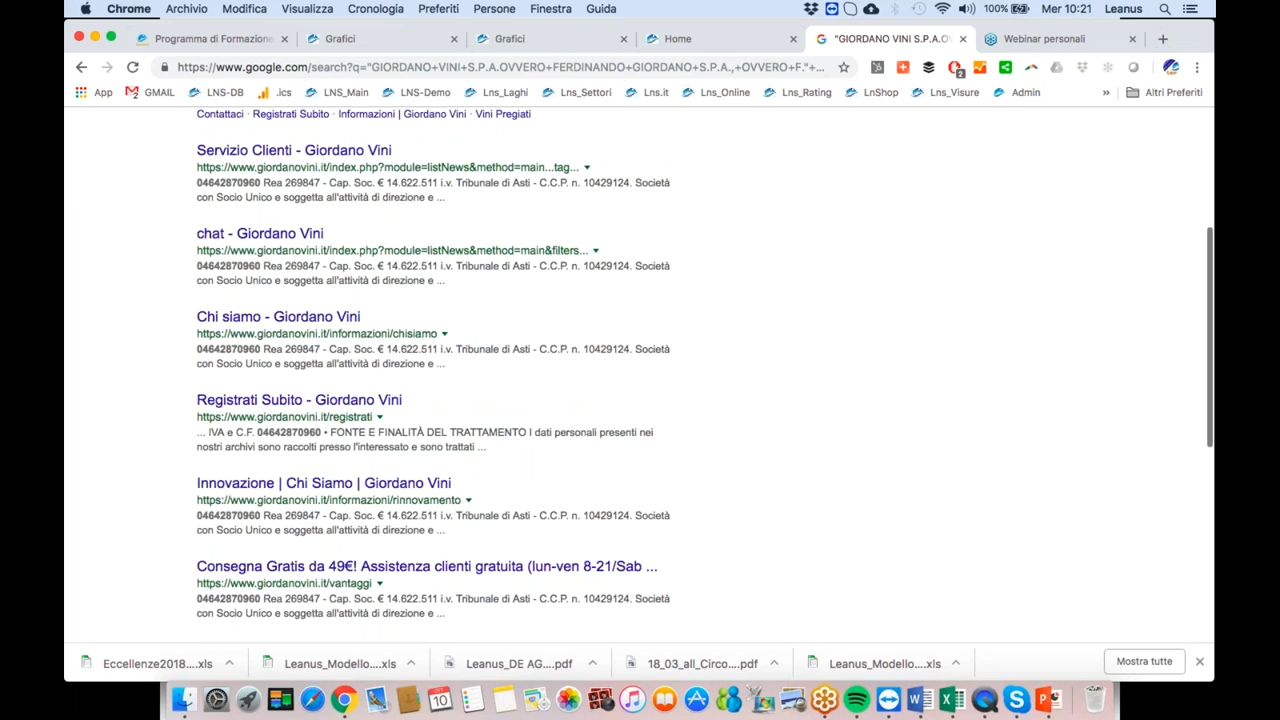 Chrome Archivio Modifica Visualizza Cronologia Preferiti Persone Finestra Guida 100% Mer 10:21 Leanus
Programma di Formazione Grafici Grafici Home "GIORDANO VINI S.P.A.OV Webinar personali
https://www.google.com/search?q="GIORDANO+VINI+S.P.A.OVVERO+FERDINANDO+GIORDANO+S.P.A.,+OVVERO+F."+...
App GMAIL LNS-DB .ics LNS_Main LNS-Demo Lns_Laghi Lns_Settori Lns.it Lns_Online Lns_Rating LnShop Lns_Visure Admin » Altri Preferiti
Contattaci · Registrati Subito · Informazioni | Giordano Vini · Vini Pregiati
Servizio Clienti - Giordano Vini
https://www.giordanovini.it/index.php?module=listNews&method=main...tag...
04642870960 Rea 269847 - Cap. Soc. € 14.622.511 i.v. Tribunale di Asti - C.C.P. n. 10429124. Società
con Socio Unico e soggetta all'attività di direzione e ...
chat - Giordano Vini
https://www.giordanovini.it/index.php?module=listNews&method=main&filters...
04642870960 Rea 269847 - Cap. Soc. € 14.622.511 i.v. Tribunale di Asti - C.C.P. n. 10429124. Società
con Socio Unico e soggetta all'attività di direzione e ...
Chi siamo - Giordano Vini
https://www.giordanovini.it/informazioni/chisiamo
04642870960 Rea 269847 - Cap. Soc. € 14.622.511 i.v. Tribunale di Asti - C.C.P. n. 10429124. Società
con Socio Unico e soggetta all'attività di direzione e ...
Registrati Subito - Giordano Vini
https://www.giordanovini.it/registrati
... IVA e C.F. 04642870960 • FONTE E FINALITÀ DEL TRATTAMENTO I dati personali presenti nei
nostri archivi sono raccolti presso l'interessato e sono trattati ...
Innovazione | Chi Siamo | Giordano Vini
https://www.giordanovini.it/informazioni/rinnovamento
04642870960 Rea 269847 - Cap. Soc. € 14.622.511 i.v. Tribunale di Asti - C.C.P. n. 10429124. Società
con Socio Unico e soggetta all'attività di direzione e ...
Consegna Gratis da 49€! Assistenza clienti gratuita (lun-ven 8-21/Sab ...
https://www.giordanovini.it/vantaggi
04642870960 Rea 269847 - Cap. Soc. € 14.622.511 i.v. Tribunale di Asti - C.C.P. n. 10429124. Società
con Socio Unico e soggetta all'attività di direzione e ...
Eccellenze2018....xls Leanus_Modello....xls Leanus_DE AG....pdf 18_03_all_Circo....pdf Leanus_Modello....xls Mostra tutte